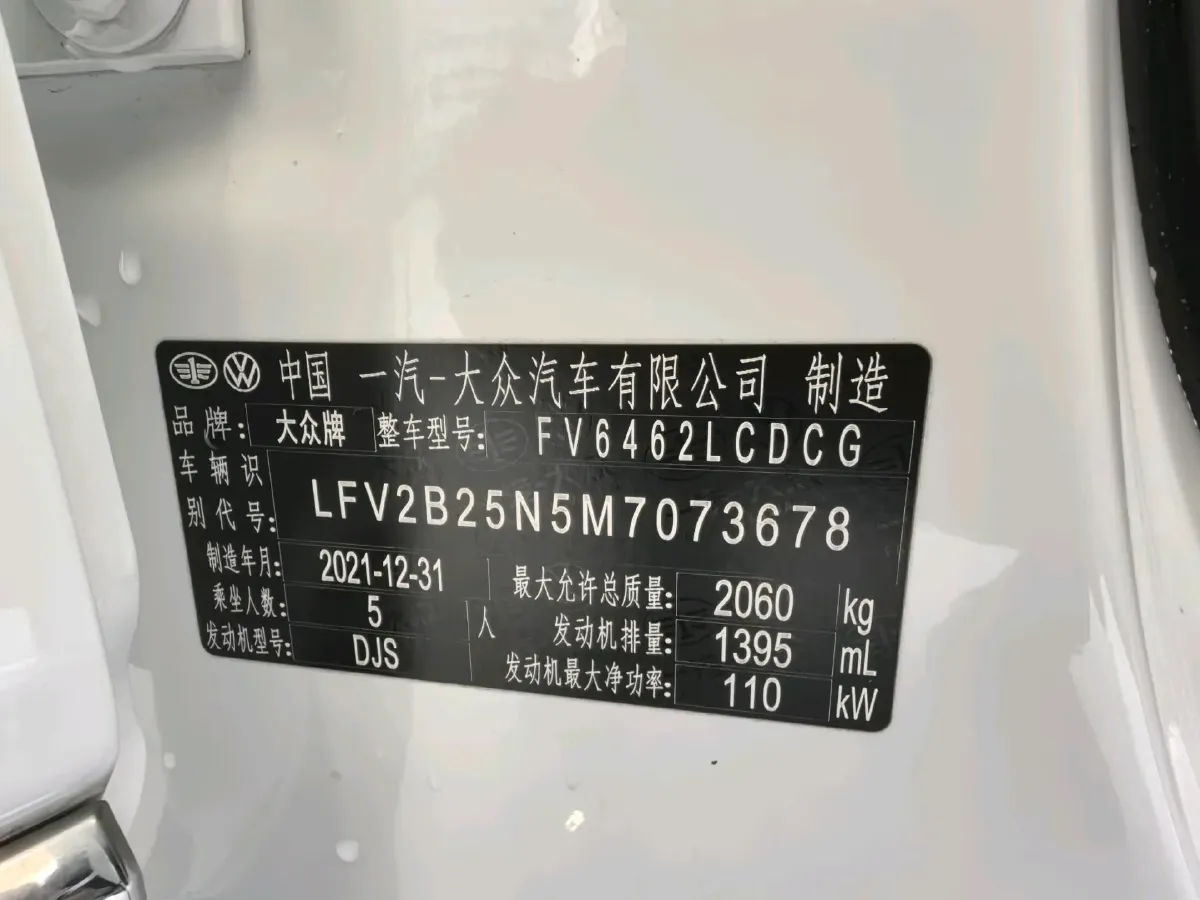 中国 一汽-大众汽车有限公司 制造
品牌: 大众牌 整车型号: FV6462LCDCG
车辆识别代号: LFV2B25N5M7073678
制造年月: 2021-12-31 最大允许总质量: 2060 kg
乘坐人数: 5 人 发动机排量: 1395 mL
发动机型号: DJS 发动机最大净功率: 110 kW